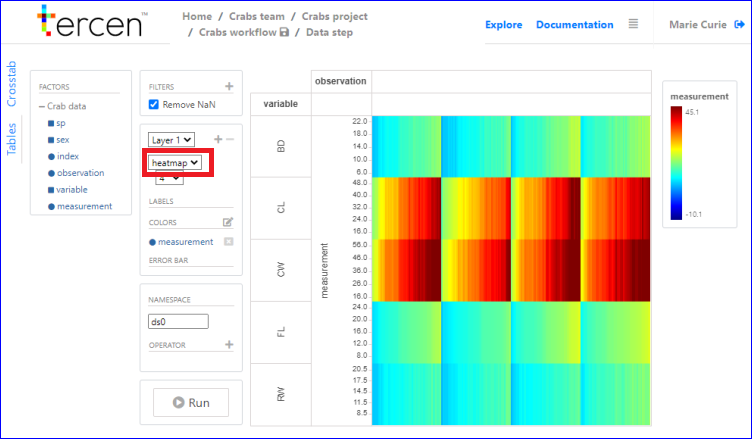 tercen™
Home / Crabs team / Crabs project
/ Crabs workflow / Data step
Explore Documentation
Marie Curie
Crosstab
Tables
FACTORS
Crab data
sp
sex
index
observation
variable
measurement
FILTERS
Remove NaN
Layer 1
heatmap
4
LABELS
COLORS
measurement
ERROR BAR
NAMESPACE
ds0
OPERATOR
Run
observation
variable
measurement
BD
22.0
18.0
14.0
10.0
6.0
CL
48.0
40.0
32.0
24.0
16.0
CW
56.0
46.0
36.0
26.0
16.0
FL
24.0
20.0
16.0
12.0
8.0
RW
20.5
17.5
14.5
11.5
8.5
measurement
45.1
-10.1